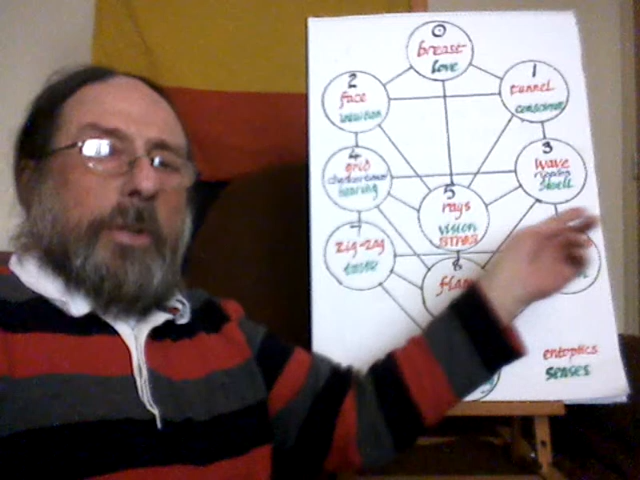 0
breast
love
2
face
intuition
1
tunnel
conscience
4
grid
hearing
3
wave
smell
5
rays
vision
7
zig-zag
taste
entoptics
senses